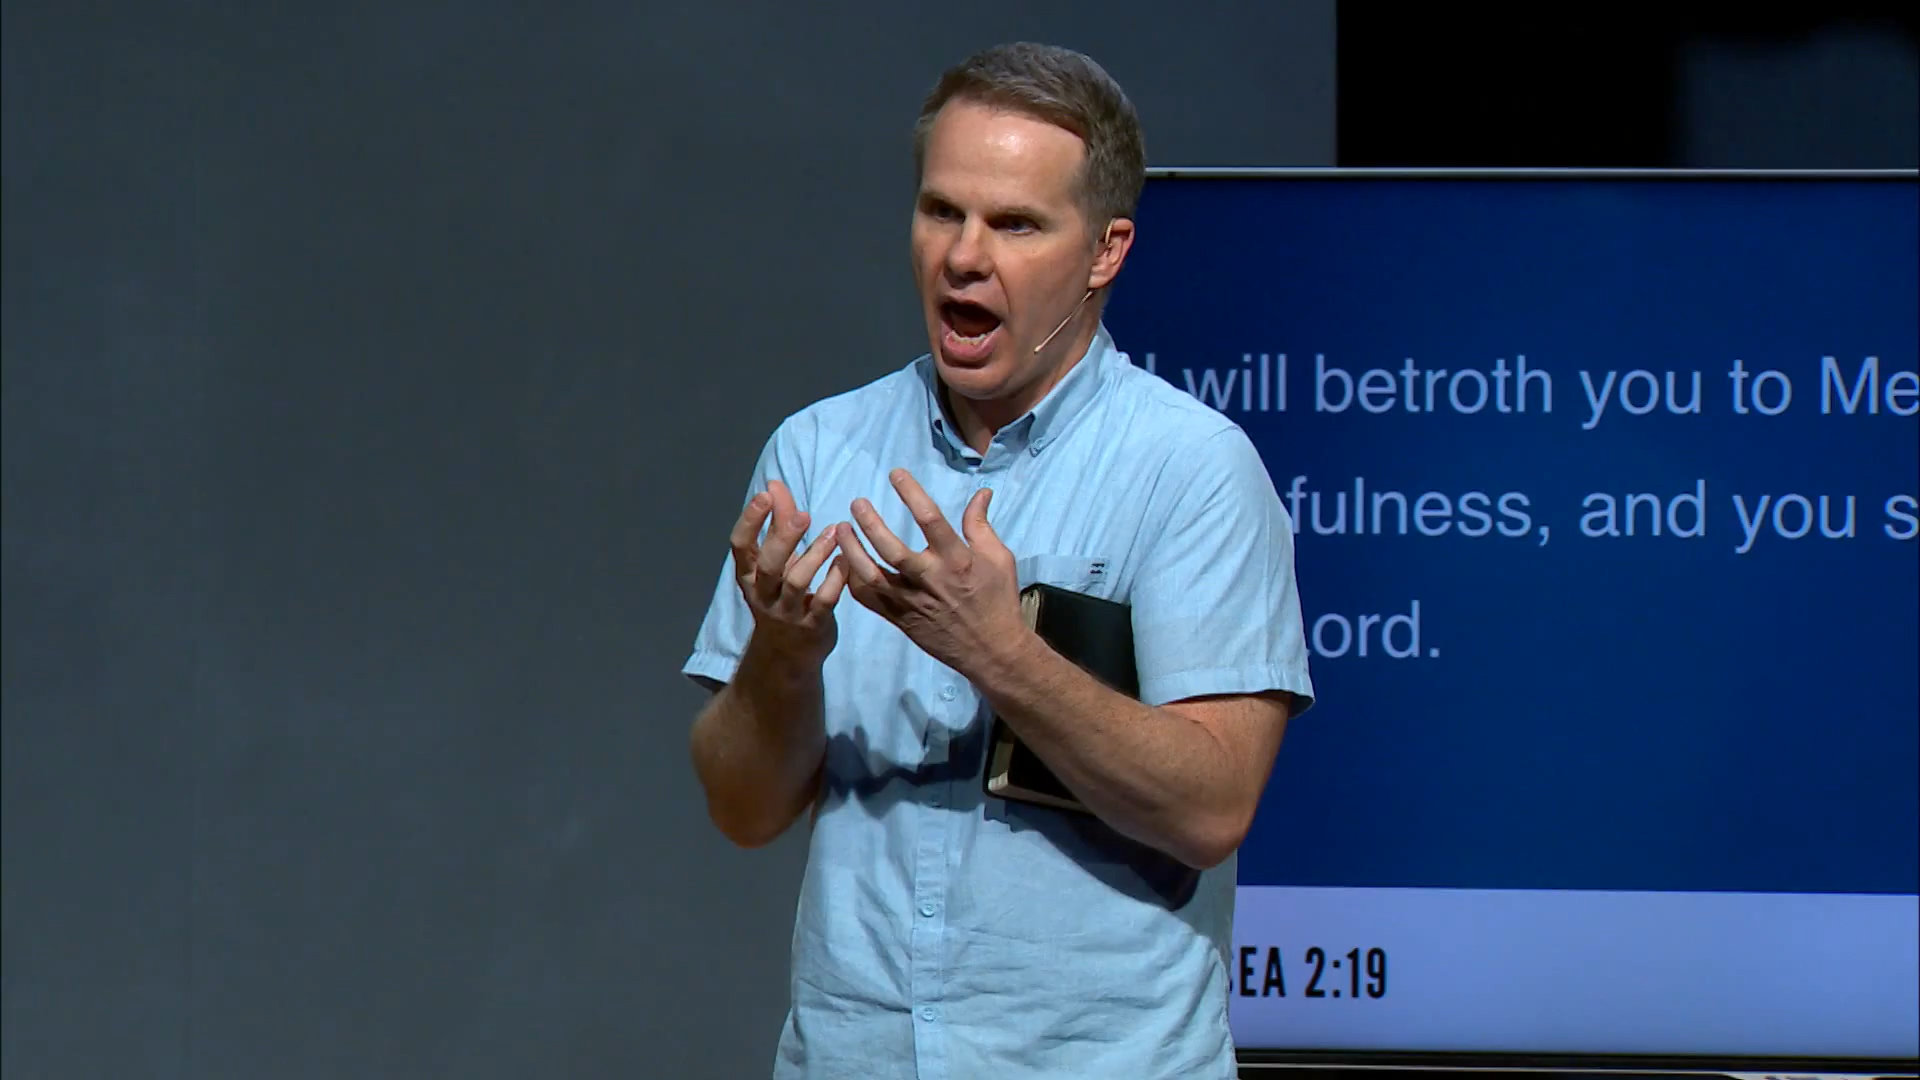 will betroth you to Me
fulness, and you s
ord.
EA 2:19